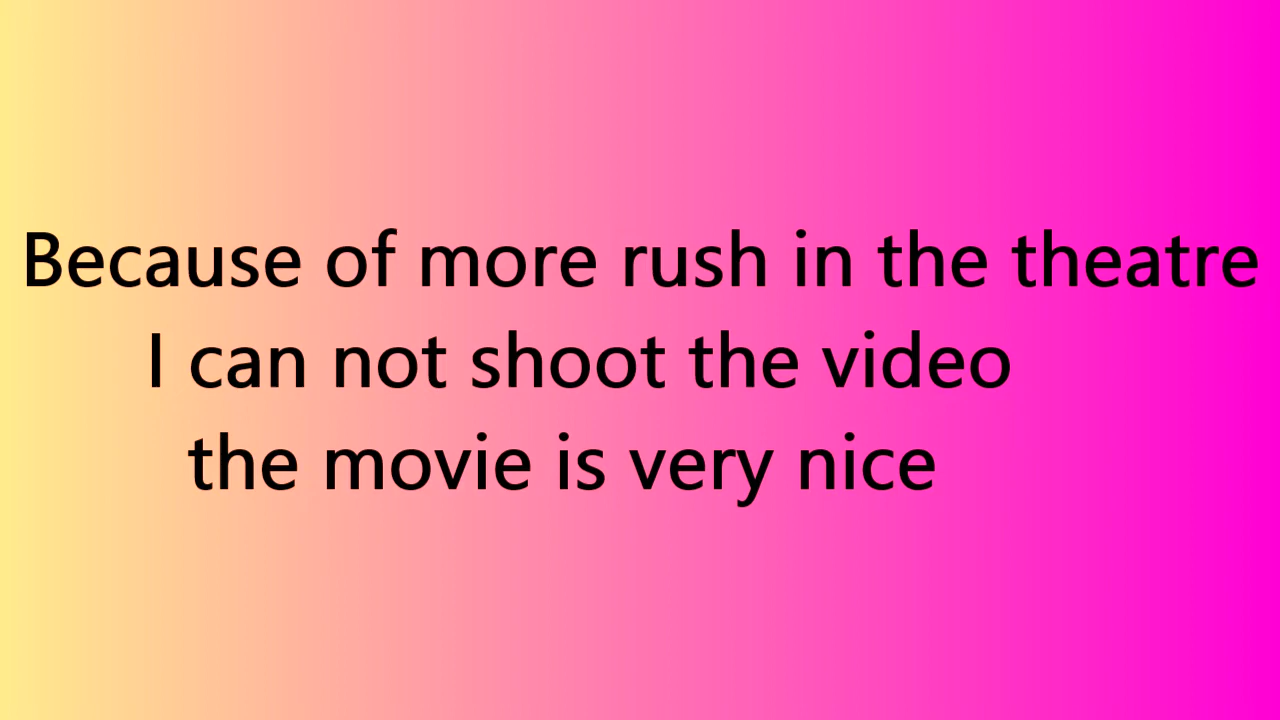 Because of more rush in the theatre
I can not shoot the video
the movie is very nice